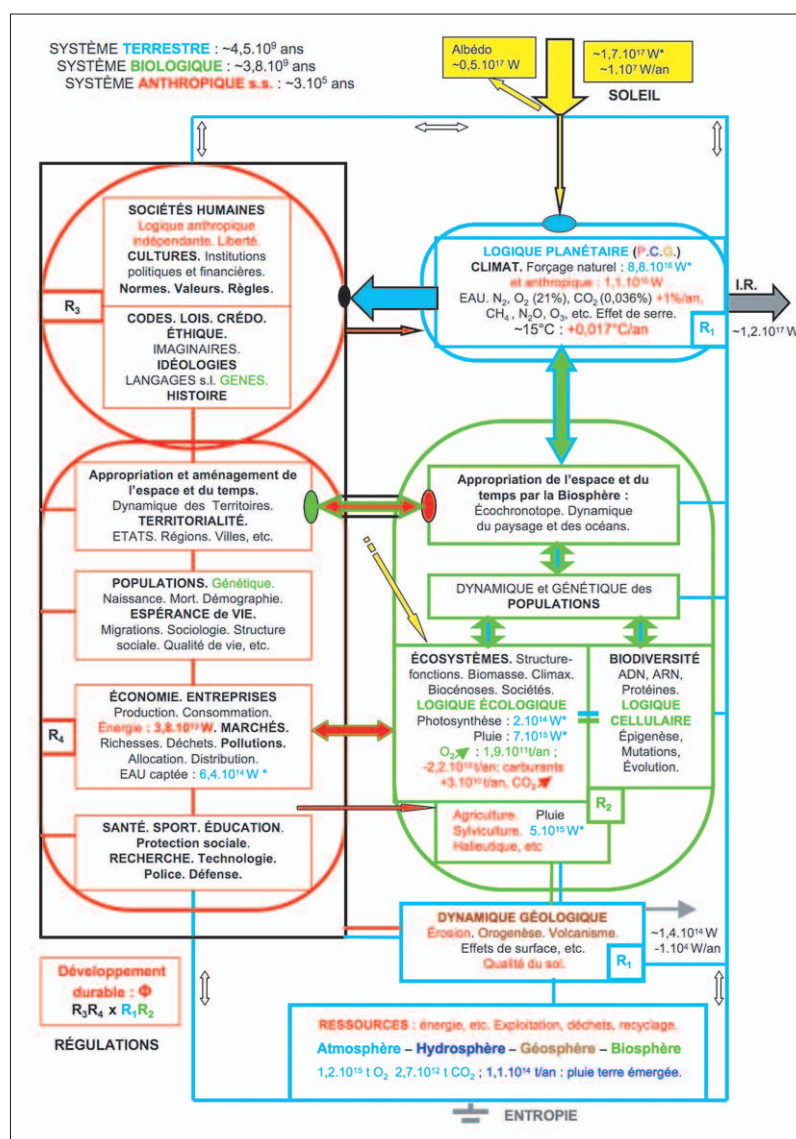 SYSTÈME TERRESTRE : ~4,5.10⁹ ans
SYSTÈME BIOLOGIQUE : ~3,8.10⁹ ans
SYSTÈME ANTHROPIQUE s.s. : ~3.10⁵ ans
Albédo
~0,5.10¹⁷ W
~1,7.10¹⁷ W*
~1.10⁷ W/an
SOLEIL
SOCIÉTÉS HUMAINES
Logique anthropique
indépendante. Liberté.
CULTURES. Institutions
politiques et financières.
Normes. Valeurs. Règles.
R₃
CODES. LOIS. CRÉDO.
ÉTHIQUE.
IMAGINAIRES.
IDÉOLOGIES
LANGAGES s.l. GENES.
HISTOIRE
LOGIQUE PLANÉTAIRE (P.C.G.)
CLIMAT. Forçage naturel : 8,8.10¹⁶ W*
et anthropique : 1,1.10¹⁵ W
EAU. N₂, O₂ (21%), CO₂ (0,036%) +1%/an,
CH₄ , N₂O, O₃, etc. Effet de serre.
~15°C : +0,017°C/an
R₁
I.R.
~1,2.10¹⁷ W
Appropriation et aménagement de
l'espace et du temps.
Dynamique des Territoires.
TERRITORIALITÉ.
ETATS. Régions. Villes, etc.
Appropriation de l'espace et du
temps par la Biosphère :
Écochronotope. Dynamique
du paysage et des océans.
POPULATIONS. Génétique.
Naissance. Mort. Démographie.
ESPÉRANCE de VIE.
Migrations. Sociologie. Structure
sociale. Qualité de vie, etc.
DYNAMIQUE et GÉNÉTIQUE des
POPULATIONS
ÉCONOMIE. ENTREPRISES
Production. Consommation.
Énergie : 3,8.10¹³ W. MARCHÉS.
Richesses. Déchets. Pollutions.
Allocation. Distribution.
EAU captée : 6,4.10¹⁴ W *
R₄
ÉCOSYSTÈMES. Structure-
fonctions. Biomasse. Climax.
Biocénoses. Sociétés.
LOGIQUE ÉCOLOGIQUE
Photosynthèse : 2.10¹⁴ W*
Pluie : 7.10¹⁵ W*
O₂ : 1,9.10¹¹t/an ;
-2,2.10¹²t/an; carburants
+3.10¹⁰t/an, CO₂
BIODIVERSITÉ
ADN, ARN,
Protéines.
LOGIQUE
CELLULAIRE
Épigenèse,
Mutations,
Évolution.
R₂
Agriculture. Pluie
Sylviculture. 5.10¹⁵ W*
Halieutique, etc
SANTÉ. SPORT. ÉDUCATION.
Protection sociale.
RECHERCHE. Technologie.
Police. Défense.
DYNAMIQUE GÉOLOGIQUE
Érosion. Orogenèse. Volcanisme.
Effets de surface, etc.
Qualité du sol.
R₁
~1,4.10¹⁴ W
-1.10⁴ W/an
Développement
durable : Φ
R₃R₄ x R₁R₂
RÉGULATIONS
RESSOURCES : énergie, etc. Exploitation, déchets, recyclage.
Atmosphère – Hydrosphère – Géosphère – Biosphère
1,2.10¹⁵ t O₂ 2,7.10¹² t CO₂ ; 1,1.10¹⁴ t/an : pluie terre émergée.
ENTROPIE